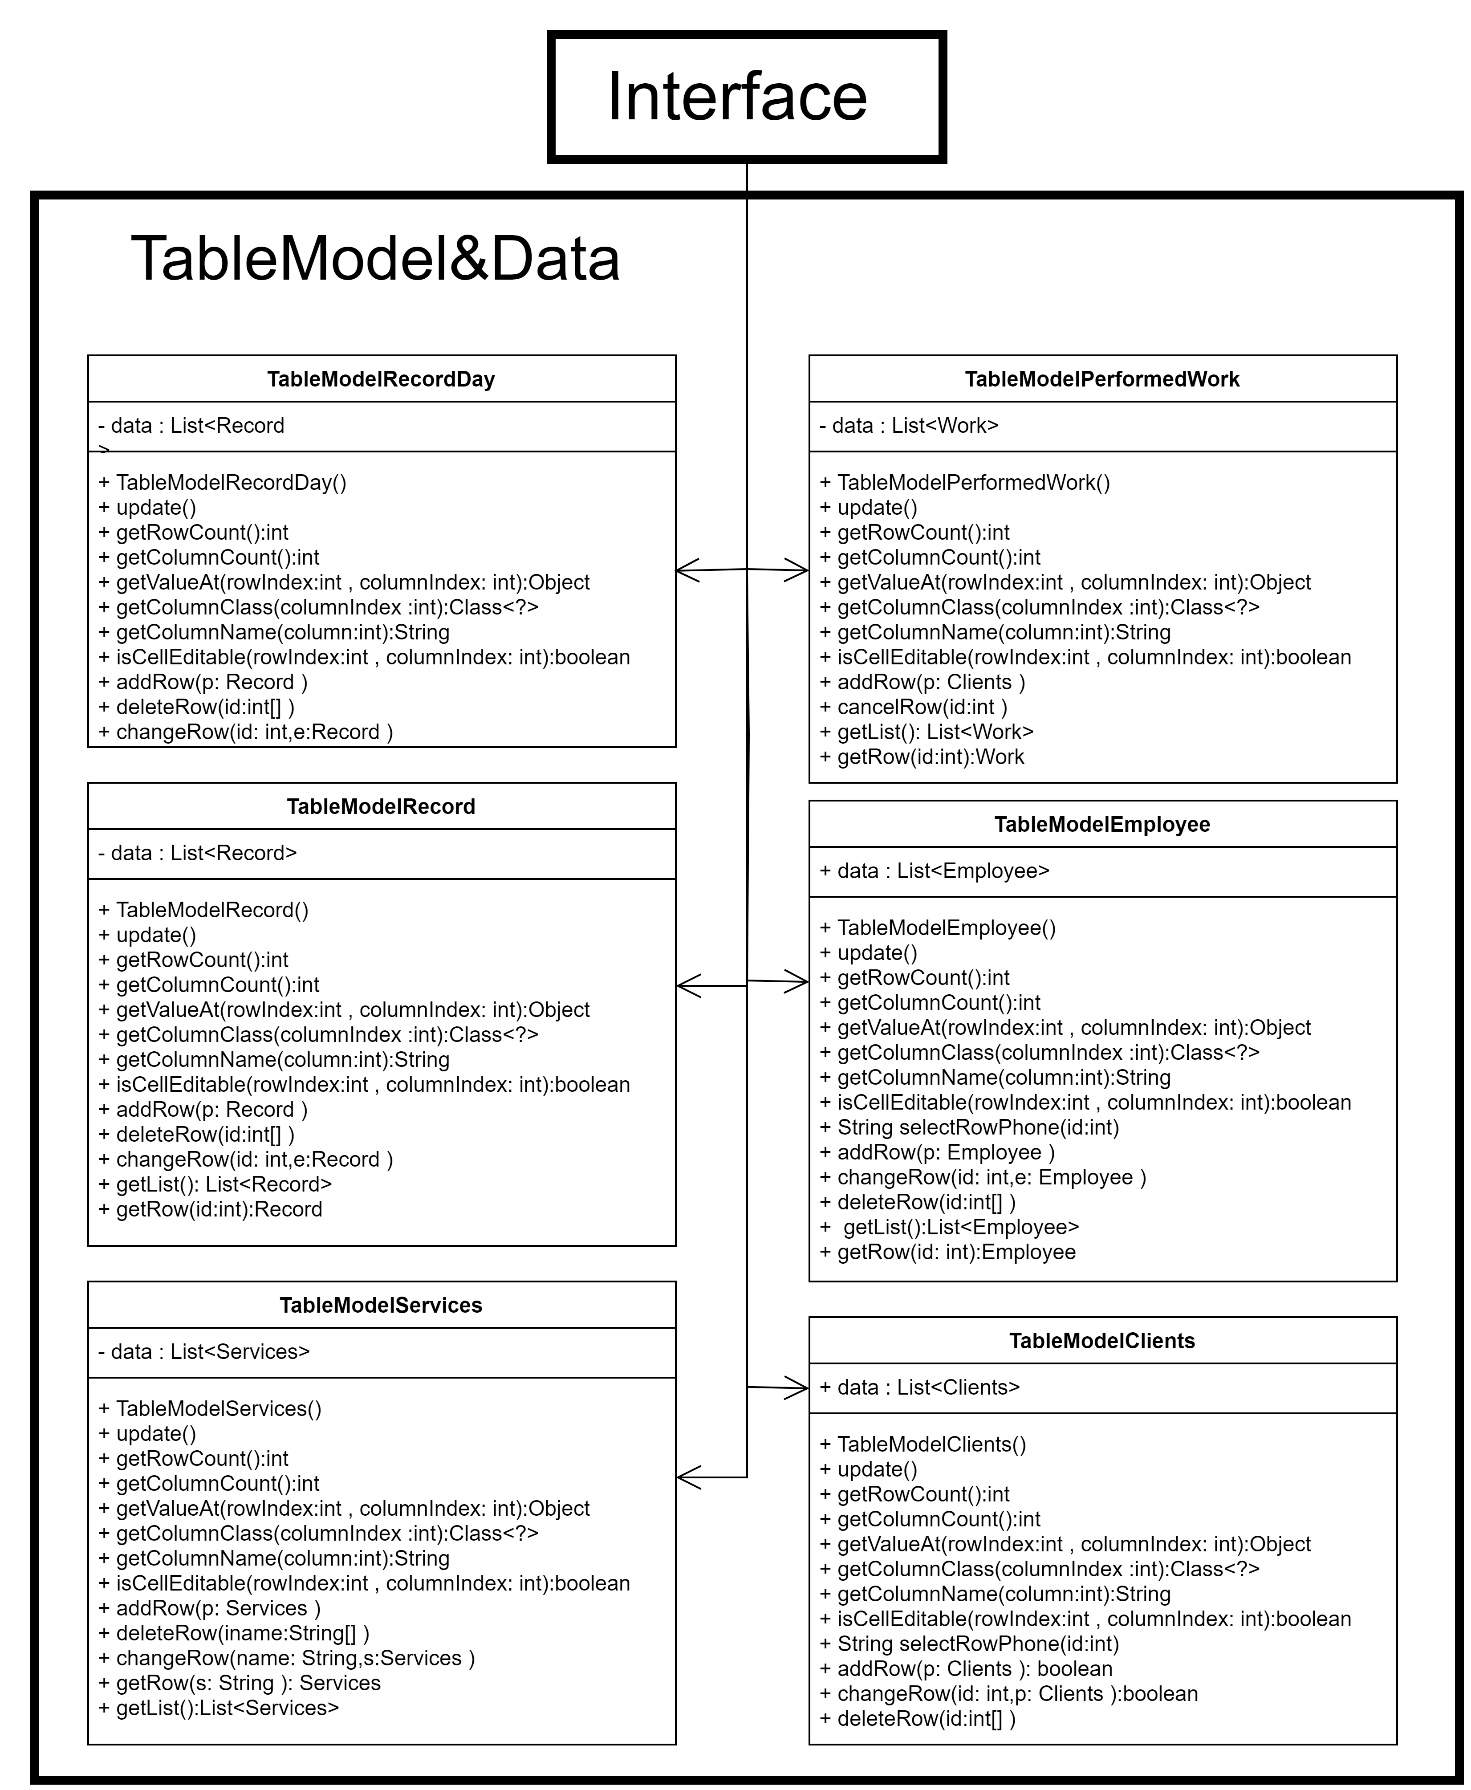 Interface
TableModel&Data
TableModelRecordDay
- data : List<Record
>
+ TableModelRecordDay()
+ update()
+ getRowCount():int
+ getColumnCount():int
+ getValueAt(rowIndex:int , columnIndex: int):Object
+ getColumnClass(columnIndex :int):Class<?>
+ getColumnName(column:int):String
+ isCellEditable(rowIndex:int , columnIndex: int):boolean
+ addRow(p: Record )
+ deleteRow(id:int[] )
+ changeRow(id: int,e:Record )
TableModelPerformedWork
- data : List<Work>
+ TableModelPerformedWork()
+ update()
+ getRowCount():int
+ getColumnCount():int
+ getValueAt(rowIndex:int , columnIndex: int):Object
+ getColumnClass(columnIndex :int):Class<?>
+ getColumnName(column:int):String
+ isCellEditable(rowIndex:int , columnIndex: int):boolean
+ addRow(p: Clients )
+ cancelRow(id:int )
+ getList(): List<Work>
+ getRow(id:int):Work
TableModelRecord
- data : List<Record>
+ TableModelRecord()
+ update()
+ getRowCount():int
+ getColumnCount():int
+ getValueAt(rowIndex:int , columnIndex: int):Object
+ getColumnClass(columnIndex :int):Class<?>
+ getColumnName(column:int):String
+ isCellEditable(rowIndex:int , columnIndex: int):boolean
+ addRow(p: Record )
+ deleteRow(id:int[] )
+ changeRow(id: int,e:Record )
+ getList(): List<Record>
+ getRow(id:int):Record
TableModelEmployee
+ data : List<Employee>
+ TableModelEmployee()
+ update()
+ getRowCount():int
+ getColumnCount():int
+ getValueAt(rowIndex:int , columnIndex: int):Object
+ getColumnClass(columnIndex :int):Class<?>
+ getColumnName(column:int):String
+ isCellEditable(rowIndex:int , columnIndex: int):boolean
+ String selectRowPhone(id:int)
+ addRow(p: Employee )
+ changeRow(id: int,e: Employee )
+ deleteRow(id:int[] )
+  getList():List<Employee>
+ getRow(id: int):Employee
TableModelServices
- data : List<Services>
+ TableModelServices()
+ update()
+ getRowCount():int
+ getColumnCount():int
+ getValueAt(rowIndex:int , columnIndex: int):Object
+ getColumnClass(columnIndex :int):Class<?>
+ getColumnName(column:int):String
+ isCellEditable(rowIndex:int , columnIndex: int):boolean
+ addRow(p: Services )
+ deleteRow(iname:String[] )
+ changeRow(name: String,s:Services )
+ getRow(s: String ): Services
+ getList():List<Services>
TableModelClients
+ data : List<Clients>
+ TableModelClients()
+ update()
+ getRowCount():int
+ getColumnCount():int
+ getValueAt(rowIndex:int , columnIndex: int):Object
+ getColumnClass(columnIndex :int):Class<?>
+ getColumnName(column:int):String
+ isCellEditable(rowIndex:int , columnIndex: int):boolean
+ String selectRowPhone(id:int)
+ addRow(p: Clients ): boolean
+ changeRow(id: int,p: Clients ):boolean
+ deleteRow(id:int[] )